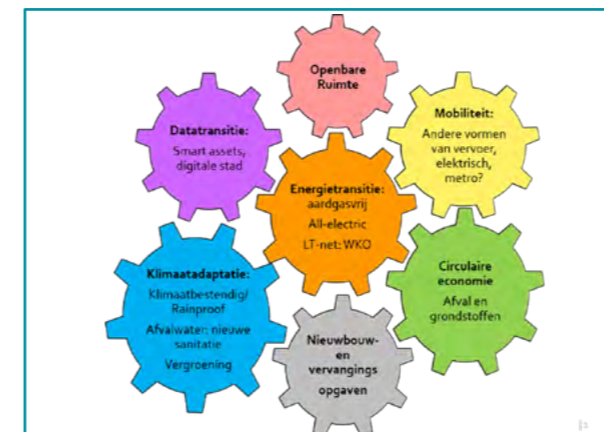 Openbare
Ruimte
Datatransitie:
Smart assets,
digitale stad
Mobiliteit:
Andere vormen
van vervoer,
elektrisch,
metro?
Energietransitie:
aardgasvrij
All-electric
LT-net: WKO
Klimaatadaptatie:
Klimaatbestendig/
Rainproof
Afvalwater: nieuwe
sanitatie
Vergroening
Circulaire
economie
Afval en
grondstoffen
Nieuwbouw-
en
vervangings
opgaven